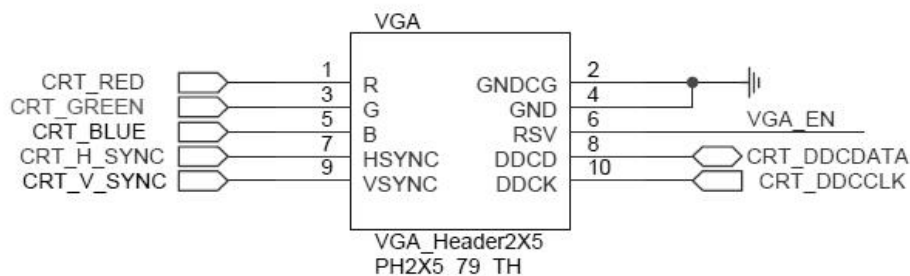 VGA
CRT_RED 1 R GNDCG 2
CRT_GREEN 3 G GND 4
CRT_BLUE 5 B RSV 6 VGA_EN
CRT_H_SYNC 7 HSYNC DDCD 8 CRT_DDCDATA
CRT_V_SYNC 9 VSYNC DDCK 10 CRT_DDCCLK
VGA_Header2X5
PH2X5_79_TH